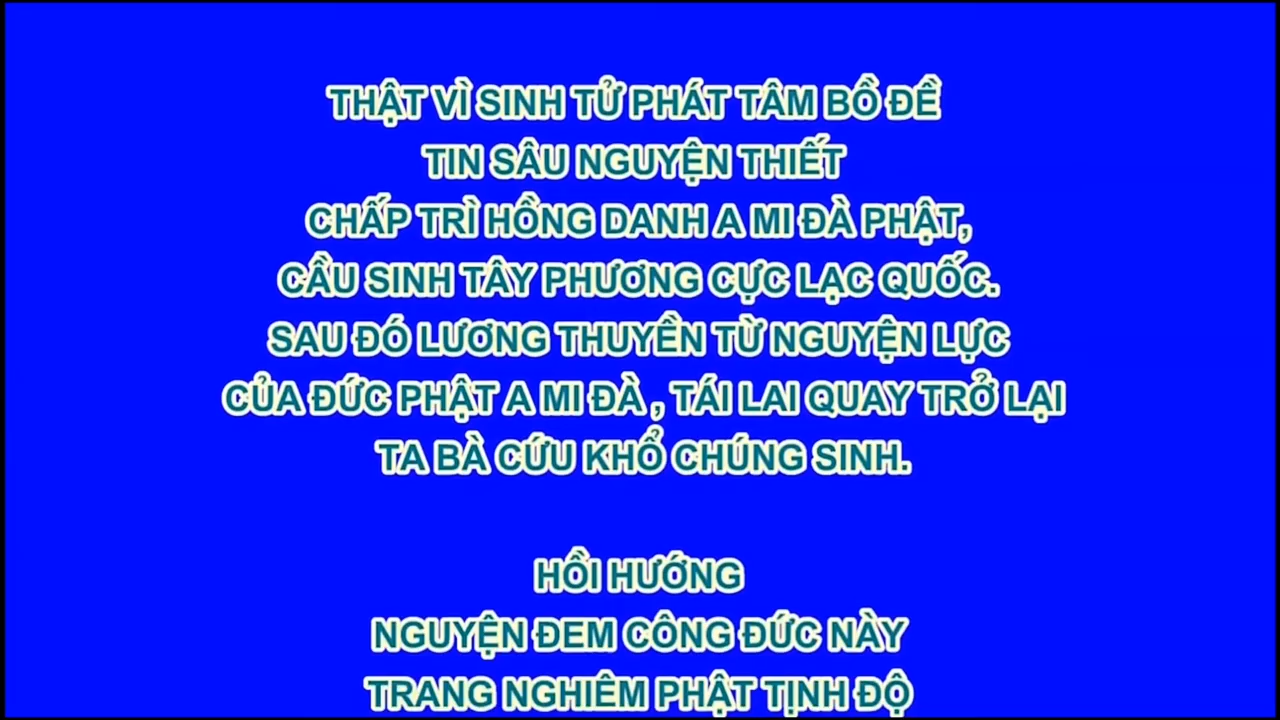 THẬT VÌ SINH TỬ PHÁT TÂM BỒ ĐỀ
TIN SÂU NGUYỆN THIẾT
CHẤP TRÌ HỒNG DANH A MI ĐÀ PHẬT,
CẦU SINH TÂY PHƯƠNG CỰC LẠC QUỐC.
SAU ĐÓ LƯƠNG THUYỀN TỪ NGUYỆN LỰC
CỦA ĐỨC PHẬT A MI ĐÀ , TÁI LAI QUAY TRỞ LẠI
TA BÀ CỨU KHỔ CHÚNG SINH.
HỒI HƯỚNG
NGUYỆN ĐEM CÔNG ĐỨC NÀY
TRANG NGHIÊM PHẬT TỊNH ĐỘ